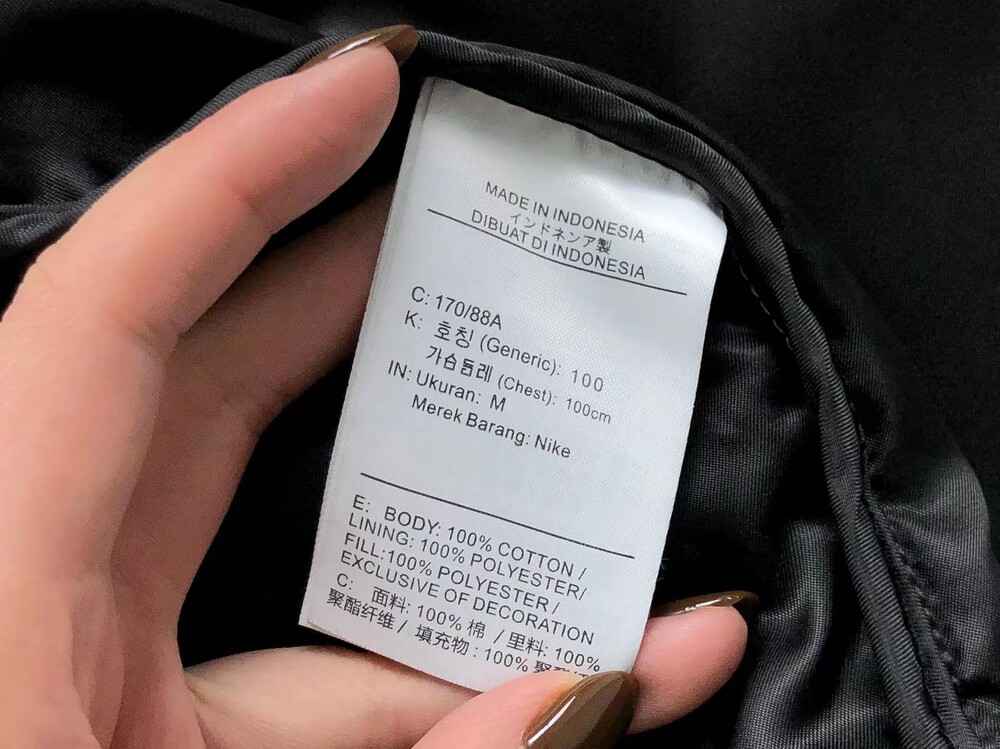 MADE IN INDONESIA
インドネシア製
DIBUAT DI INDONESIA
C: 170/88A
K: 호칭 (Generic): 100
가슴둘레 (Chest): 100cm
IN: Ukuran: M
Merek Barang: Nike
E: BODY: 100% COTTON /
LINING: 100% POLYESTER/
FILL:100% POLYESTER /
EXCLUSIVE OF DECORATION
C: 面料: 100% 棉 / 里料: 100%
聚酯纤维 / 填充物 : 100%